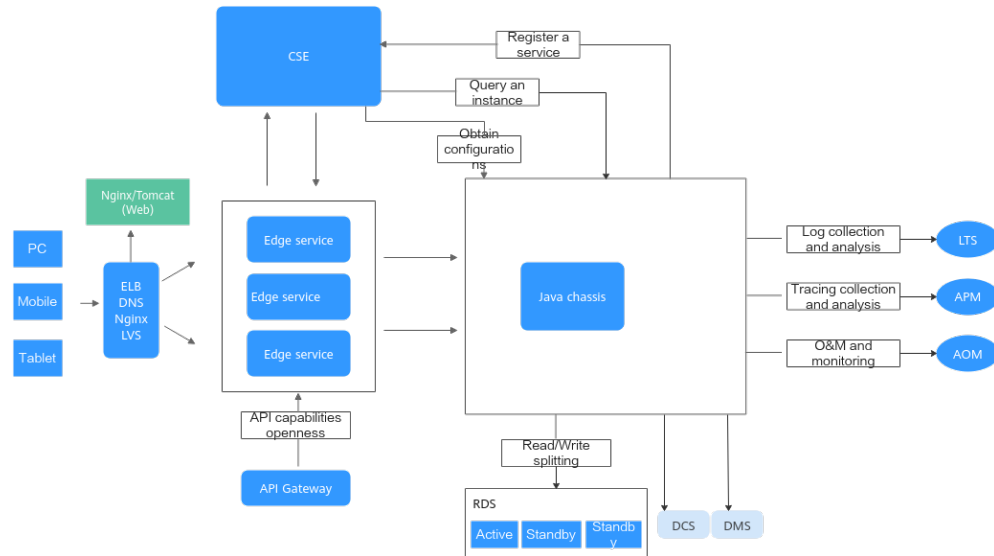 CSE
Register a
service
Query an
instance
Obtain
configuratio
ns
Nginx/Tomcat
(Web)
PC
Mobile
Tablet
ELB
DNS
Nginx
LVS
Edge service
Edge service
Edge service
Java chassis
Log collection
and analysis
LTS
Tracing collection
and analysis
APM
O&M and
monitoring
AOM
API capabilities
openness
API Gateway
Read/Write
splitting
RDS
Active
Standby
Standb
y
DCS
DMS